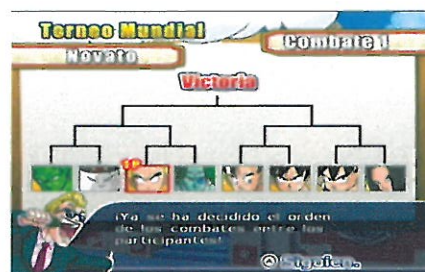 Torneo Mundial
Combate 1
Novato
Victoria
1P
¡Ya se ha decidido el orden
de los combates entre los
participantes!